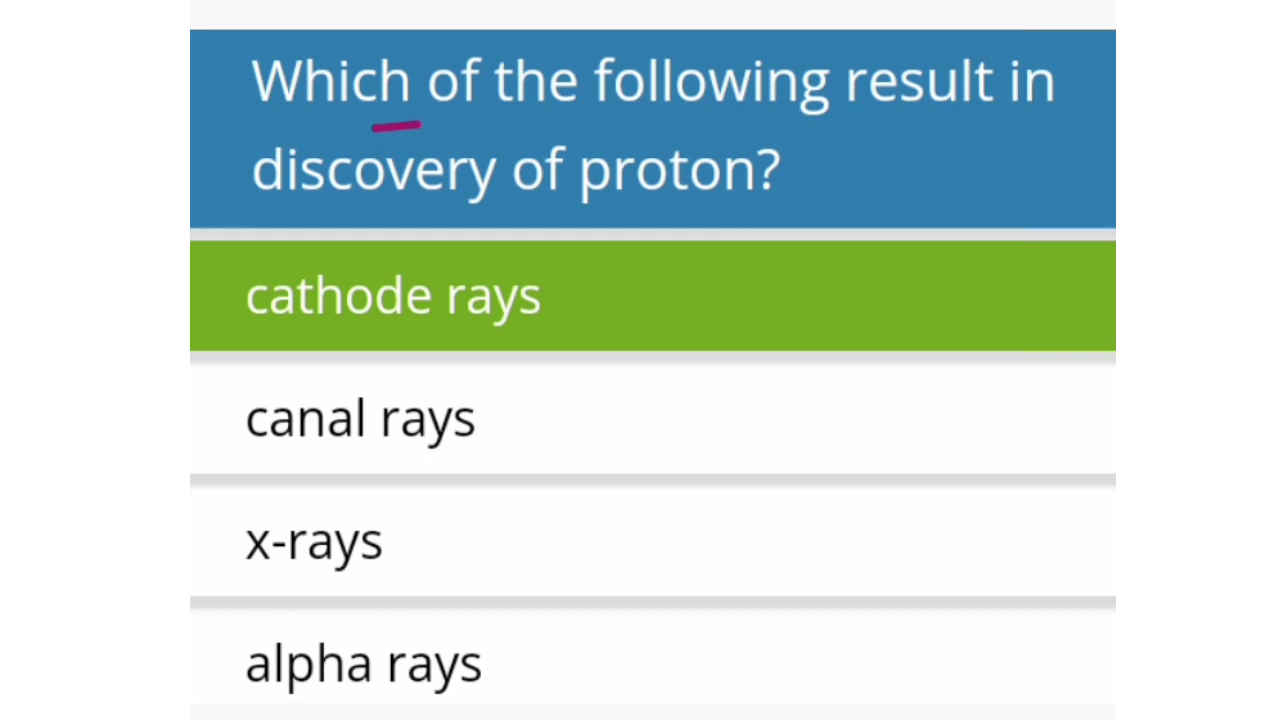 Which of the following result in
discovery of proton?
cathode rays
canal rays
x-rays
alpha rays